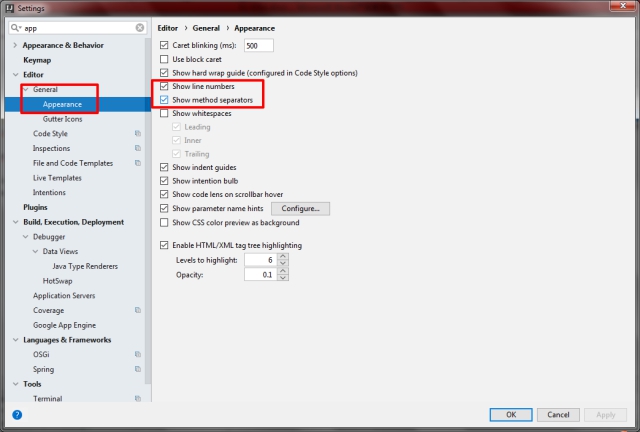 Settings
app
Appearance & Behavior
Keymap
Editor
General
Appearance
Gutter Icons
Code Style
Inspections
File and Code Templates
Live Templates
Intentions
Plugins
Build, Execution, Deployment
Debugger
Data Views
Java Type Renderers
HotSwap
Application Servers
Coverage
Google App Engine
Languages & Frameworks
OSGi
Spring
Tools
Terminal
Editor › General › Appearance
Caret blinking (ms): 500
Use block caret
Show hard wrap guide (configured in Code Style options)
Show line numbers
Show method separators
Show whitespaces
Leading
Inner
Trailing
Show indent guides
Show intention bulb
Show code lens on scrollbar hover
Show parameter name hints Configure...
Show CSS color preview as background
Enable HTML/XML tag tree highlighting
Levels to highlight: 6
Opacity: 0.1
? OK Cancel Apply